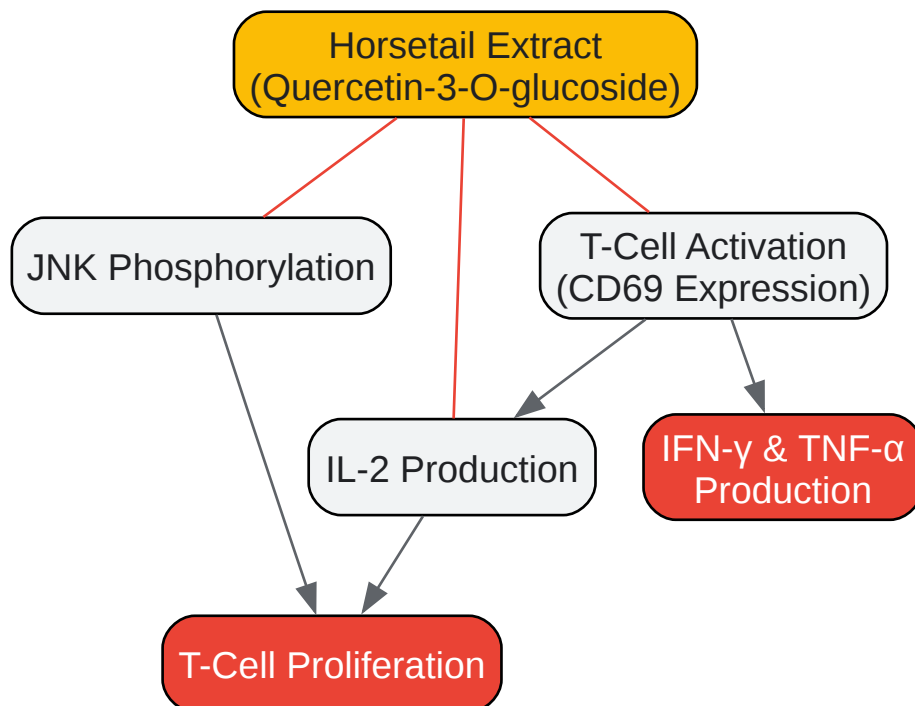 Horsetail Extract
(Quercetin-3-O-glucoside)
JNK Phosphorylation
T-Cell Activation
(CD69 Expression)
IL-2 Production
IFN-γ & TNF-α
Production
T-Cell Proliferation